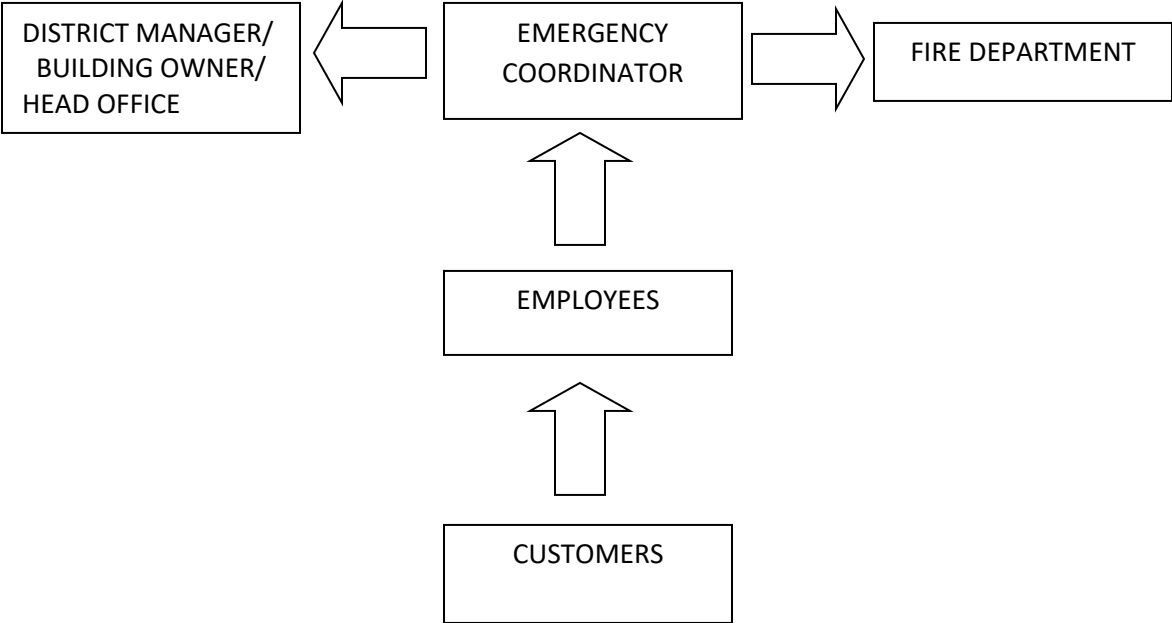 DISTRICT MANAGER/
BUILDING OWNER/
HEAD OFFICE
EMERGENCY
COORDINATOR
FIRE DEPARTMENT
EMPLOYEES
CUSTOMERS